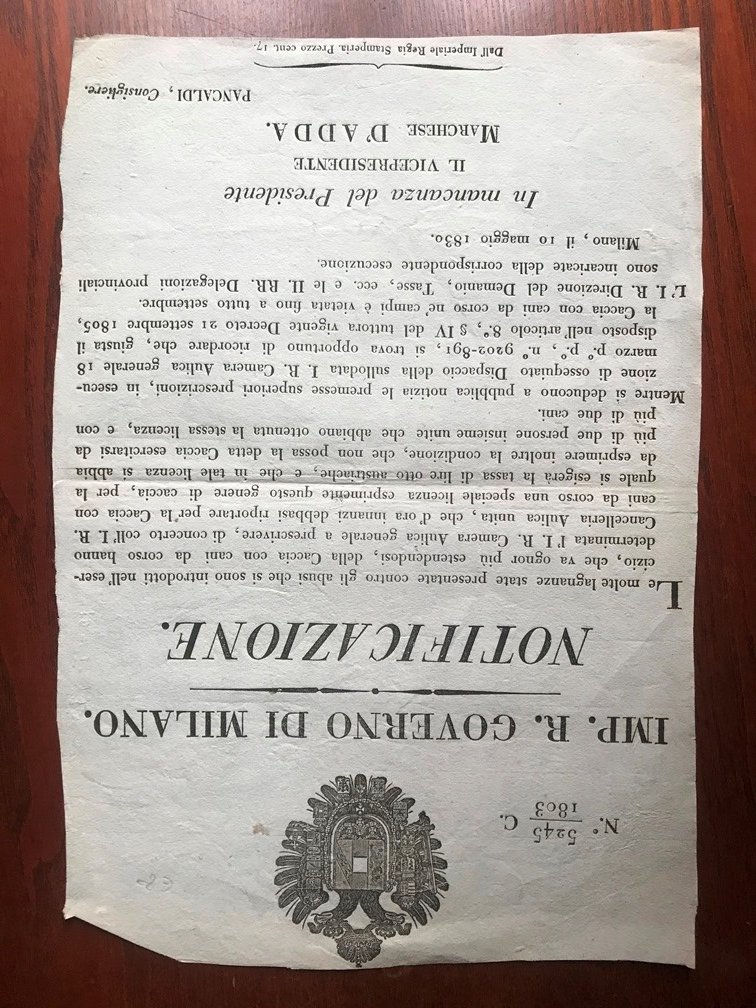 N.° 5245/1803 C.
IMP. R. GOVERNO DI MILANO.
NOTIFICAZIONE.
Le molte lagnanze state presentate contro gli abusi che si sono introdotti nell'eser-
cizio, che va ognor più estendendosi, della Caccia con cani da corso hanno
determinata l'I. R. Camera Aulica generale a prescrivere, di concerto coll'I. R.
Cancelleria Aulica unita, che d'ora innanzi debbasi riportare per la Caccia con
cani da corso una speciale licenza esprimente questo genere di caccia, per la
quale si esigerà la tassa di lire otto austriache, e che in tale licenza si abbia
da esprimere inoltre la condizione, che non possa la detta Caccia esercitarsi da
più di due persone insieme unite che abbiano ottenuta la stessa licenza, e con
più di due cani.
Mentre si deducono a pubblica notizia le premesse superiori prescrizioni, in esecu-
zione di ossequiato Dispaccio della sullodata I. R. Camera Aulica generale 18
marzo p.° p.°, n.° 9202-891, si trova opportuno di ricordare che, giusta il
disposto nell'articolo 8.°, § IV del tuttora vigente Decreto 21 settembre 1805,
la Caccia con cani da corso ne' campi è vietata fino a tutto settembre.
L'I. R. Direzione del Demanio, Tasse, ecc. e le II. RR. Delegazioni provinciali
sono incaricate della corrispondente esecuzione.
Milano, il 10 maggio 1830.
In mancanza del Presidente
IL VICEPRESIDENTE
MARCHESE D'ADDA.
PANCALDI, Consigliere.
Dall'Imperiale Regia Stamperia. Prezzo cent. 17.